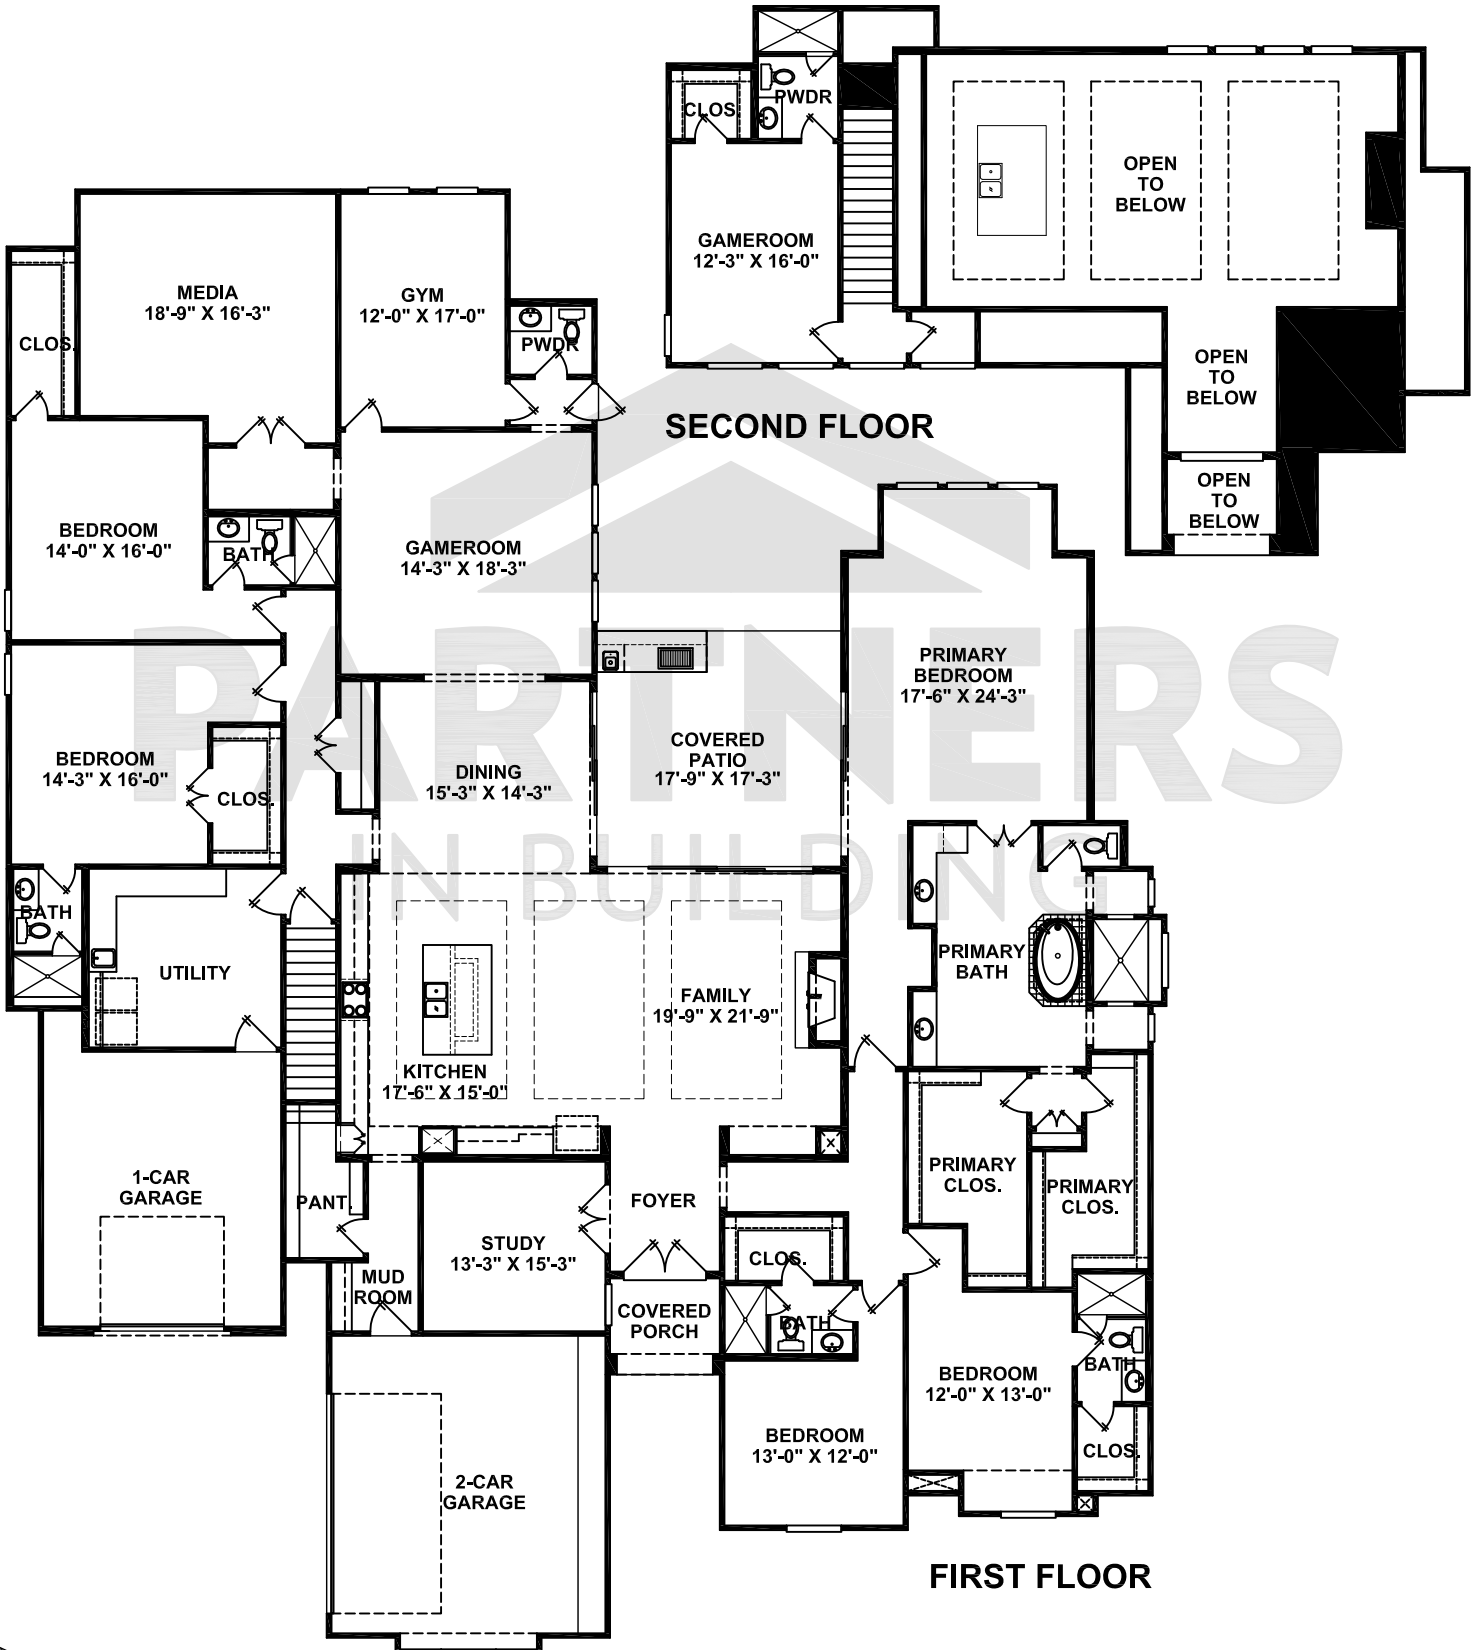 PWDR
CLOS.
GAMEROOM
12'-3" X 16'-0"
OPEN
TO
BELOW
OPEN
TO
BELOW
OPEN
TO
BELOW
SECOND FLOOR
MEDIA
18'-9" X 16'-3"
GYM
12'-0" X 17'-0"
CLOS.
PWDR
BEDROOM
14'-0" X 16'-0"
BATH
GAMEROOM
14'-3" X 18'-3"
PARTNERS
IN BUILDING
PRIMARY
BEDROOM
17'-6" X 24'-3"
BEDROOM
14'-3" X 16'-0"
CLOS.
DINING
15'-3" X 14'-3"
COVERED
PATIO
17'-9" X 17'-3"
BATH
UTILITY
PRIMARY
BATH
FAMILY
19'-9" X 21'-9"
KITCHEN
17'-6" X 15'-0"
1-CAR
GARAGE
PANT.
STUDY
13'-3" X 15'-3"
FOYER
PRIMARY
CLOS.
PRIMARY
CLOS.
MUD
ROOM
COVERED
PORCH
CLOS.
BATH
BEDROOM
12'-0" X 13'-0"
BATH
CLOS.
BEDROOM
13'-0" X 12'-0"
2-CAR
GARAGE
FIRST FLOOR